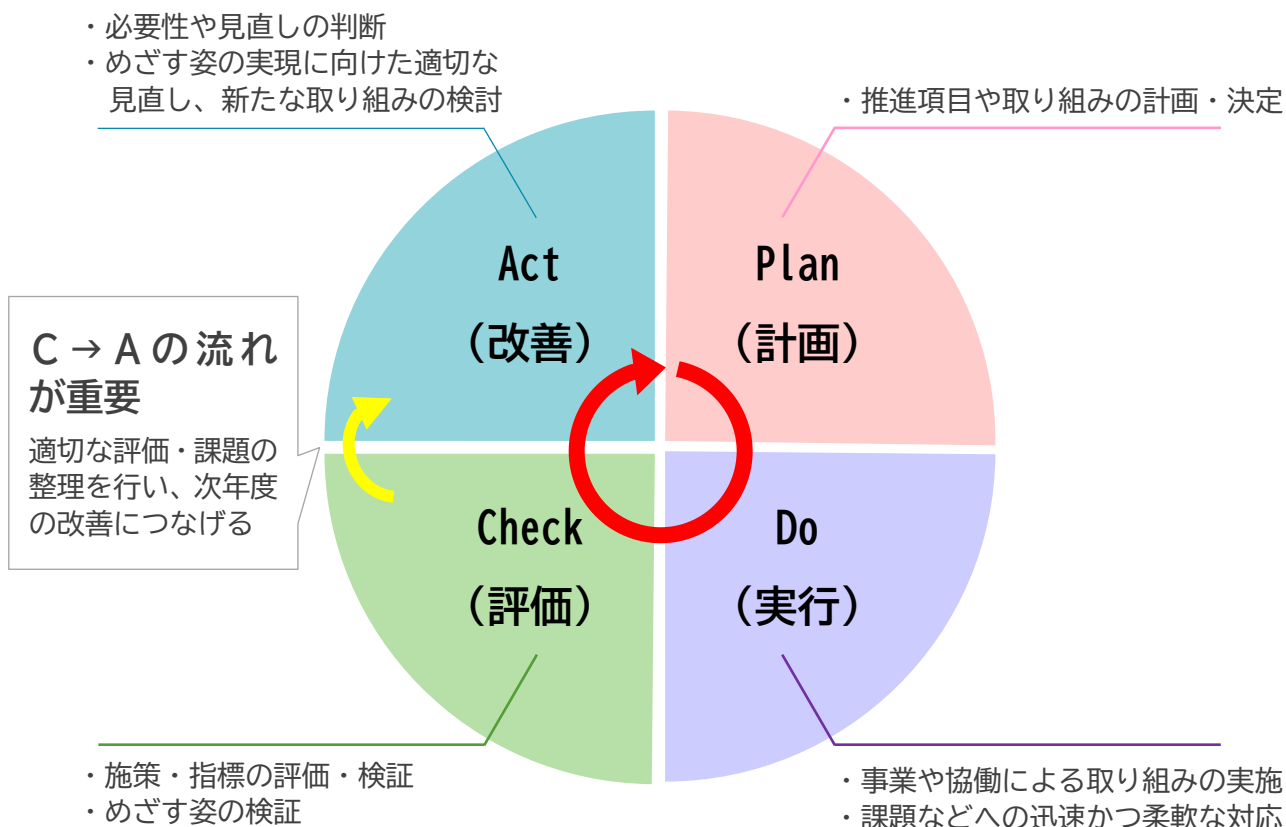 ・必要性や見直しの判断
・めざす姿の実現に向けた適切な
見直し、新たな取り組みの検討
・推進項目や取り組みの計画・決定
Act
（改善）
Plan
（計画）
C→Aの流れ
が重要
適切な評価・課題の
整理を行い、次年度
の改善につなげる
Check
（評価）
Do
（実行）
・施策・指標の評価・検証
・めざす姿の検証
・事業や協働による取り組みの実施
・課題などへの迅速かつ柔軟な対応